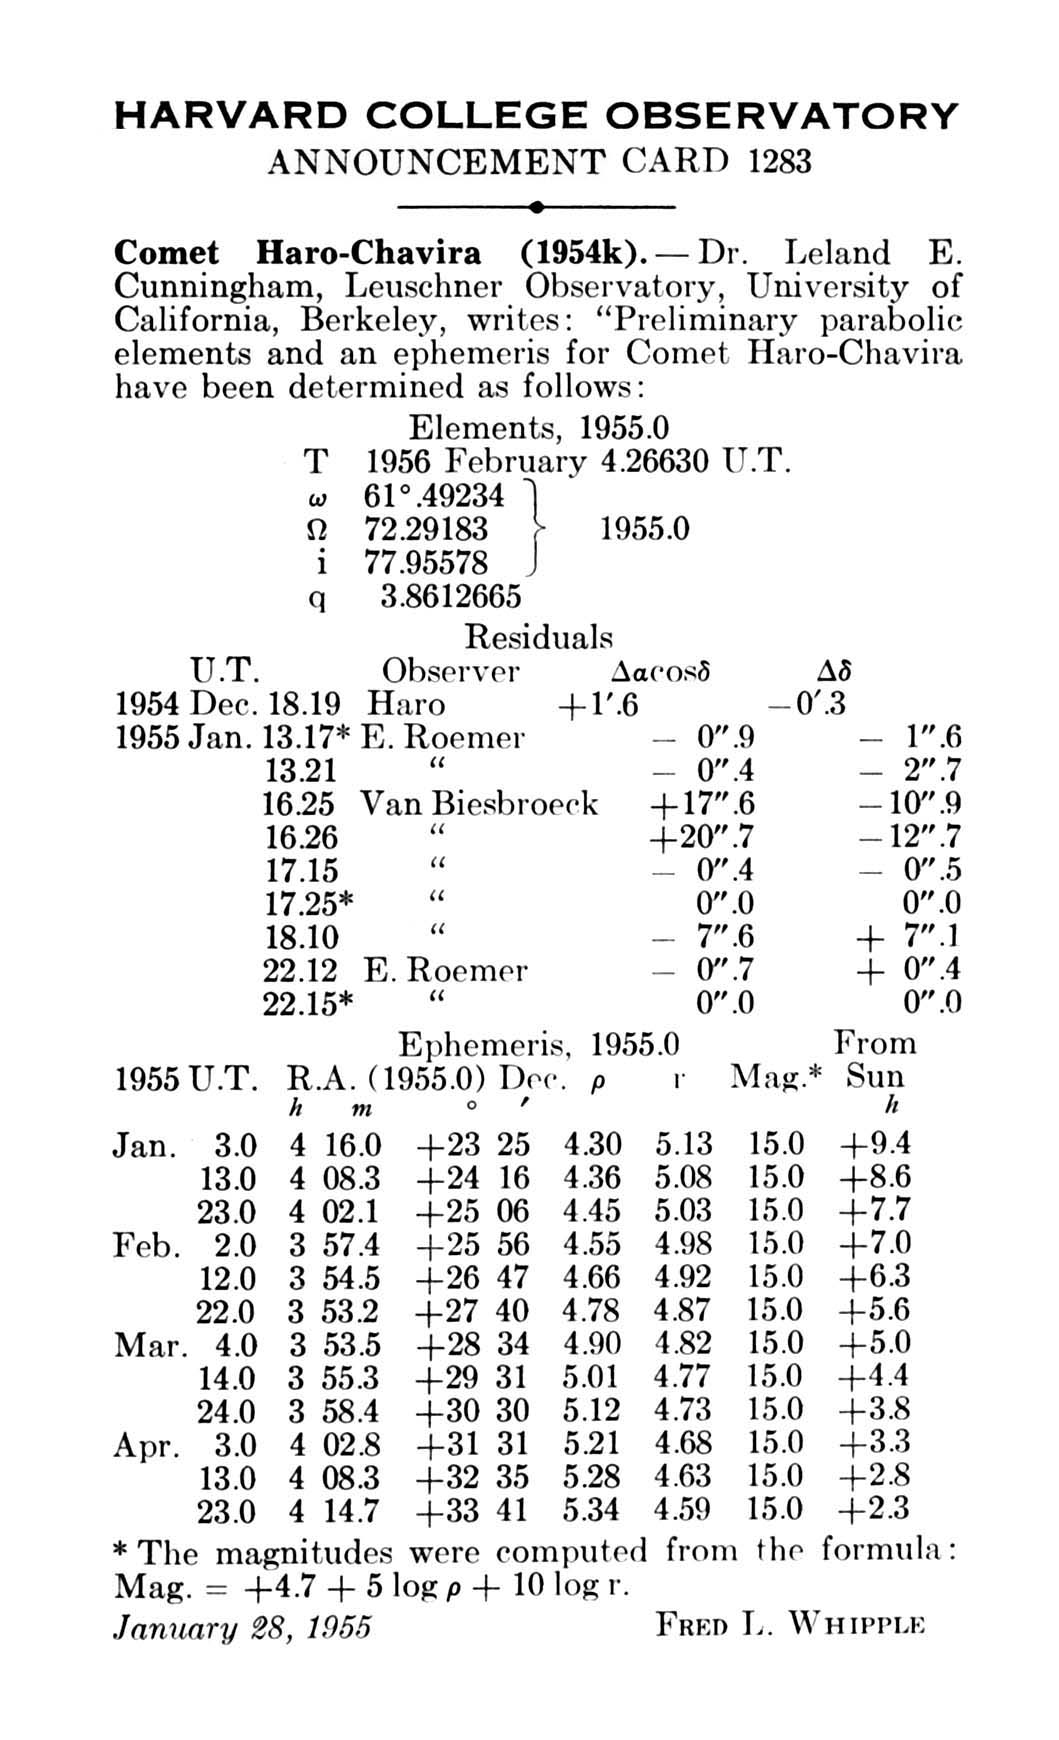 HARVARD COLLEGE OBSERVATORY
ANNOUNCEMENT CARD 1283
Comet Haro-Chavira (1954k).— Dr. Leland E.
Cunningham, Leuschner Observatory, University of
California, Berkeley, writes: “Preliminary parabolic
elements and an ephemeris for Comet Haro-Chavira
have been determined as follows:
Elements, 1955.0
T 1956 February 4.26630 U.T.
ω 61°.49234
Ω 72.29183 } 1955.0
i 77.95578
q 3.8612665
Residuals
U.T. Observer Δαcosδ Δδ
1954 Dec. 18.19 Haro +1′.6 −0′.3
1955 Jan. 13.17* E. Roemer − 0″.9 − 1″.6
13.21 “ − 0″.4 − 2″.7
16.25 Van Biesbroeck +17″.6 −10″.9
16.26 “ +20″.7 −12″.7
17.15 “ − 0″.4 − 0″.5
17.25* “ 0″.0 0″.0
18.10 “ − 7″.6 + 7″.1
22.12 E. Roemer − 0″.7 + 0″.4
22.15* “ 0″.0 0″.0
Ephemeris, 1955.0 From
1955 U.T. R.A. (1955.0) Dec. ρ r Mag.* Sun
h m ° ′ h
Jan. 3.0 4 16.0 +23 25 4.30 5.13 15.0 +9.4
13.0 4 08.3 +24 16 4.36 5.08 15.0 +8.6
23.0 4 02.1 +25 06 4.45 5.03 15.0 +7.7
Feb. 2.0 3 57.4 +25 56 4.55 4.98 15.0 +7.0
12.0 3 54.5 +26 47 4.66 4.92 15.0 +6.3
22.0 3 53.2 +27 40 4.78 4.87 15.0 +5.6
Mar. 4.0 3 53.5 +28 34 4.90 4.82 15.0 +5.0
14.0 3 55.3 +29 31 5.01 4.77 15.0 +4.4
24.0 3 58.4 +30 30 5.12 4.73 15.0 +3.8
Apr. 3.0 4 02.8 +31 31 5.21 4.68 15.0 +3.3
13.0 4 08.3 +32 35 5.28 4.63 15.0 +2.8
23.0 4 14.7 +33 41 5.34 4.59 15.0 +2.3
* The magnitudes were computed from the formula:
Mag. = +4.7 + 5 log ρ + 10 log r.
January 28, 1955 FRED L. WHIPPLE